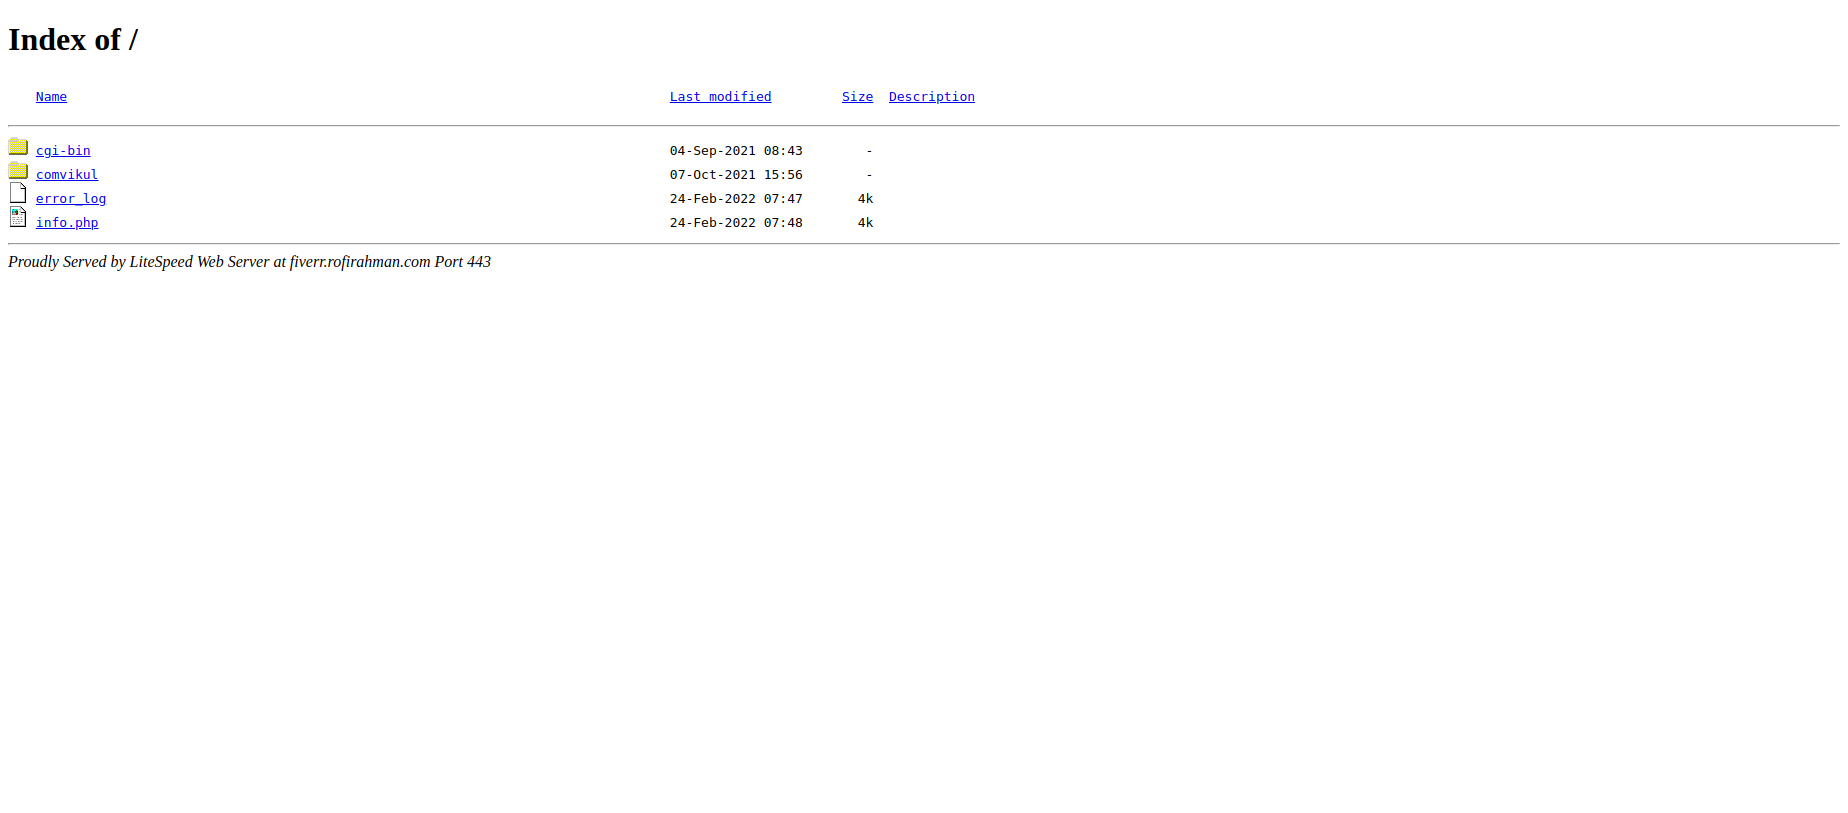 Index of /
Name Last modified Size Description
cgi-bin 04-Sep-2021 08:43 -
comvikul 07-Oct-2021 15:56 -
error_log 24-Feb-2022 07:47 4k
info.php 24-Feb-2022 07:48 4k
Proudly Served by LiteSpeed Web Server at fiverr.rofirahman.com Port 443